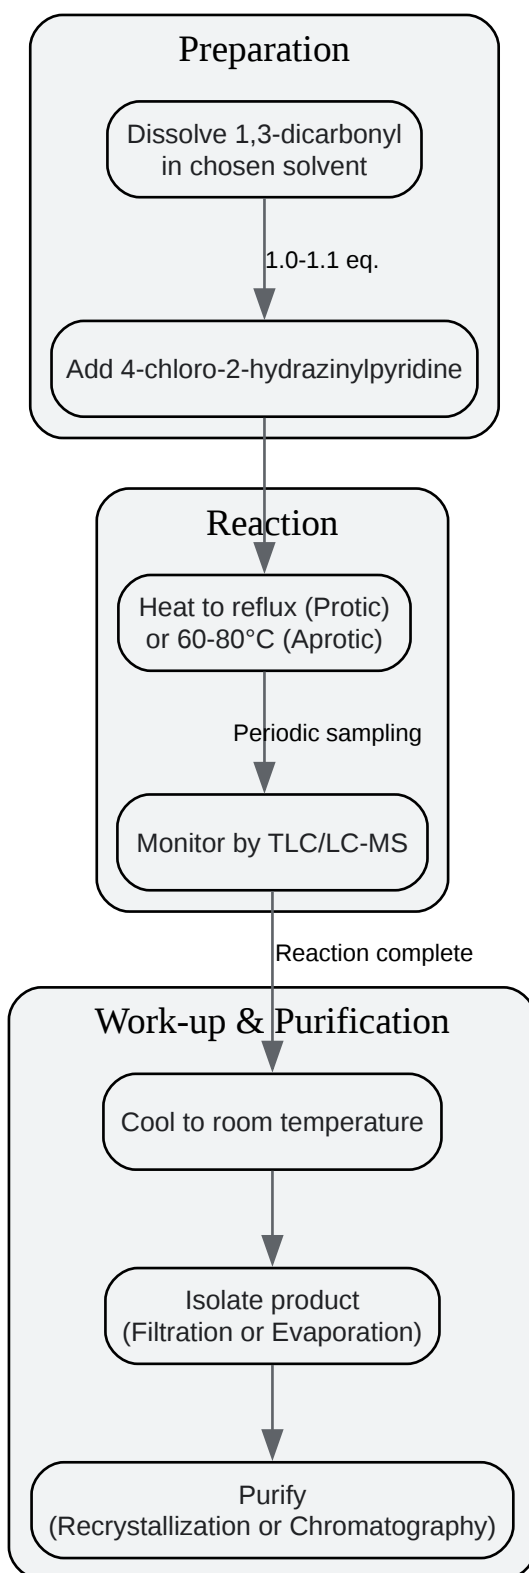 Preparation
Dissolve 1,3-dicarbonyl
in chosen solvent
1.0-1.1 eq.
Add 4-chloro-2-hydrazinylpyridine
Reaction
Heat to reflux (Protic)
or 60-80°C (Aprotic)
Periodic sampling
Monitor by TLC/LC-MS
Reaction complete
Work-up & Purification
Cool to room temperature
Isolate product
(Filtration or Evaporation)
Purify
(Recrystallization or Chromatography)